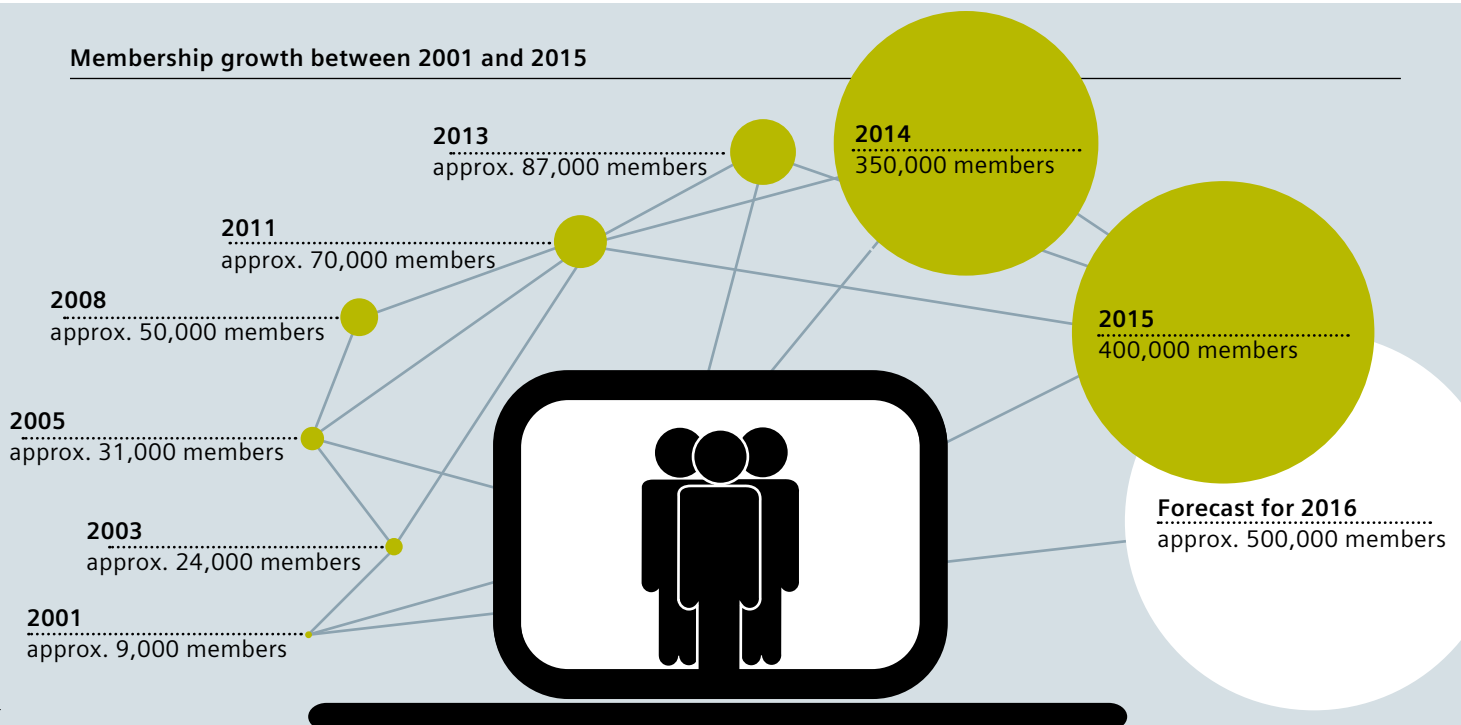 Membership growth between 2001 and 2015
2013
approx. 87,000 members
2014
350,000 members
2011
approx. 70,000 members
2008
approx. 50,000 members
2015
400,000 members
2005
approx. 31,000 members
Forecast for 2016
approx. 500,000 members
2003
approx. 24,000 members
2001
approx. 9,000 members